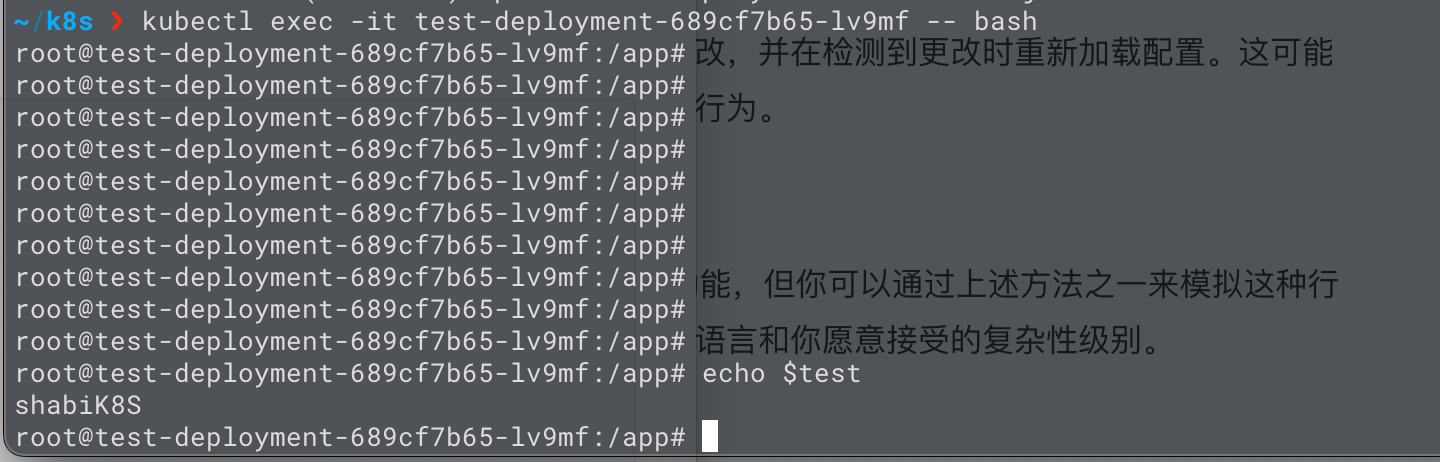 ~/k8s ❯ kubectl exec -it test-deployment-689cf7b65-lv9mf -- bash
root@test-deployment-689cf7b65-lv9mf:/app# 改，并在检测到更改时重新加载配置。这可能
root@test-deployment-689cf7b65-lv9mf:/app#
root@test-deployment-689cf7b65-lv9mf:/app# 行为。
root@test-deployment-689cf7b65-lv9mf:/app#
root@test-deployment-689cf7b65-lv9mf:/app#
root@test-deployment-689cf7b65-lv9mf:/app#
root@test-deployment-689cf7b65-lv9mf:/app#
root@test-deployment-689cf7b65-lv9mf:/app# 能，但你可以通过上述方法之一来模拟这种行
root@test-deployment-689cf7b65-lv9mf:/app#
root@test-deployment-689cf7b65-lv9mf:/app# 语言和你愿意接受的复杂性级别。
root@test-deployment-689cf7b65-lv9mf:/app# echo $test
shabiK8S
root@test-deployment-689cf7b65-lv9mf:/app#